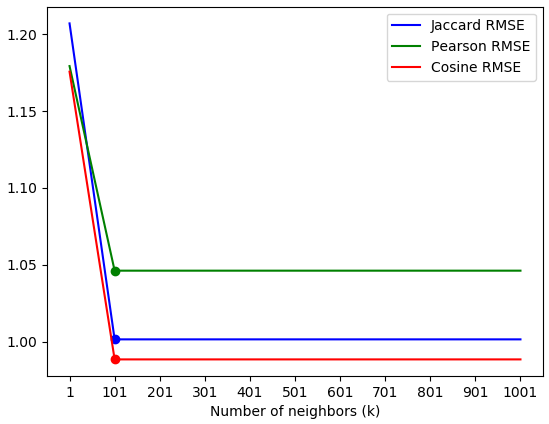 Jaccard RMSE
Pearson RMSE
Cosine RMSE
1.20
1.15
1.10
1.05
1.00
1 101 201 301 401 501 601 701 801 901 1001
Number of neighbors (k)